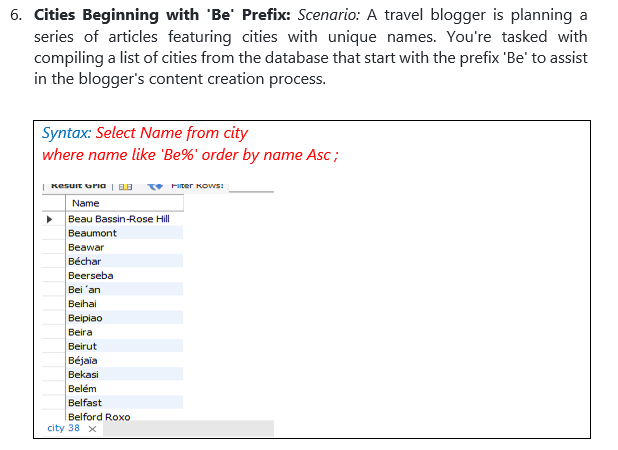 6. Cities Beginning with 'Be' Prefix: Scenario: A travel blogger is planning a
series of articles featuring cities with unique names. You're tasked with
compiling a list of cities from the database that start with the prefix 'Be' to assist
in the blogger's content creation process.
Syntax: Select Name from city
where name like 'Be%' order by name Asc ;
Result Grid Filter Rows:
Name
Beau Bassin-Rose Hill
Beaumont
Beawar
Béchar
Beerseba
Bei´an
Beihai
Beipiao
Beira
Beirut
Béjaïa
Bekasi
Belém
Belfast
Belford Roxo
city 38 ×